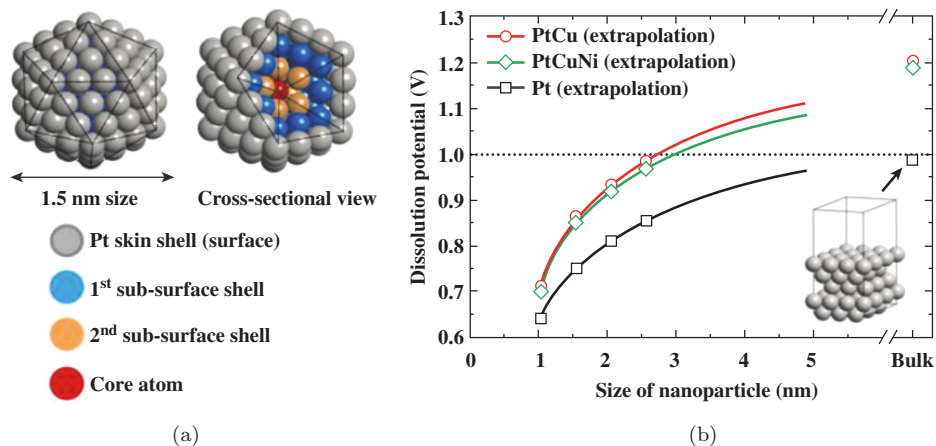 1.5 nm size
Cross-sectional view
Pt skin shell (surface)
1st sub-surface shell
2nd sub-surface shell
Core atom
(a)
Dissolution potential (V)
1.3
1.2
1.1
1.0
0.9
0.8
0.7
0.6
PtCu (extrapolation)
PtCuNi (extrapolation)
Pt (extrapolation)
0 1 2 3 4 5 Bulk
Size of nanoparticle (nm)
(b)